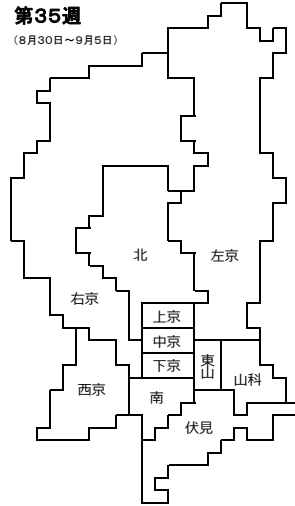 第35週
（8月30日～9月5日）
北
左京
右京
上京
中京
下京
東山
山科
西京
南
伏見